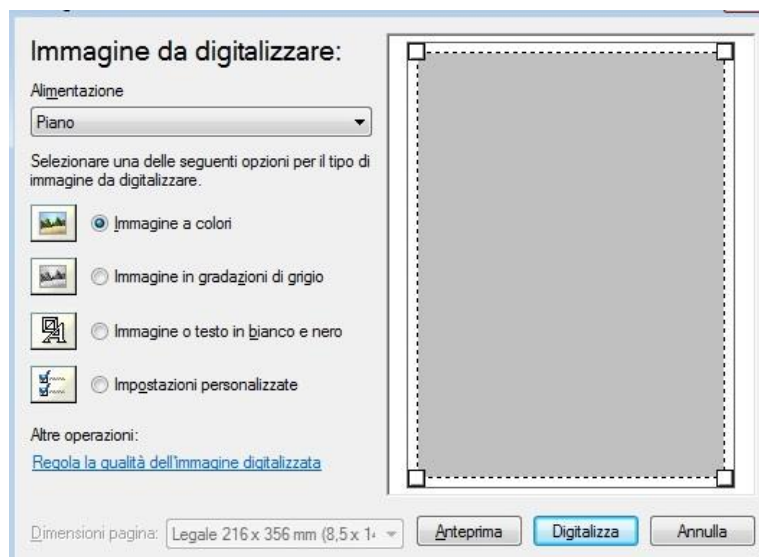 Immagine da digitalizzare:
Alimentazione
Piano
Selezionare una delle seguenti opzioni per il tipo di
immagine da digitalizzare.
Immagine a colori
Immagine in gradazioni di grigio
Immagine o testo in bianco e nero
Impostazioni personalizzate
Altre operazioni:
Regola la qualità dell'immagine digitalizzata
Dimensioni pagina: Legale 216 x 356 mm (8,5 x 1 Anteprima Digitalizza Annulla